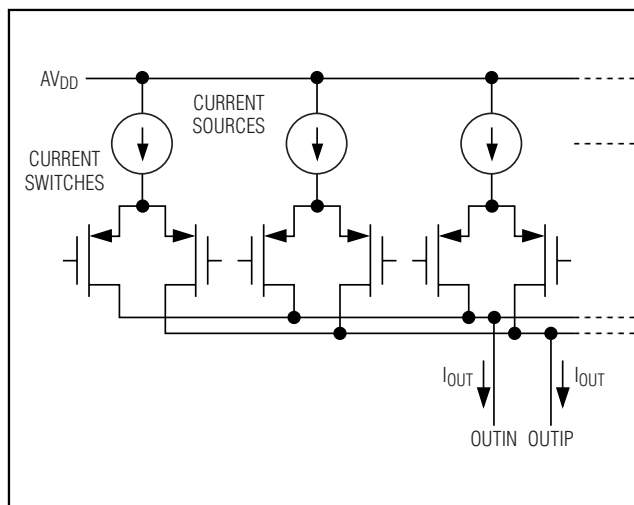 AVDD
CURRENT
SOURCES
CURRENT
SWITCHES
IOUT
IOUT
OUTIN
OUTIP